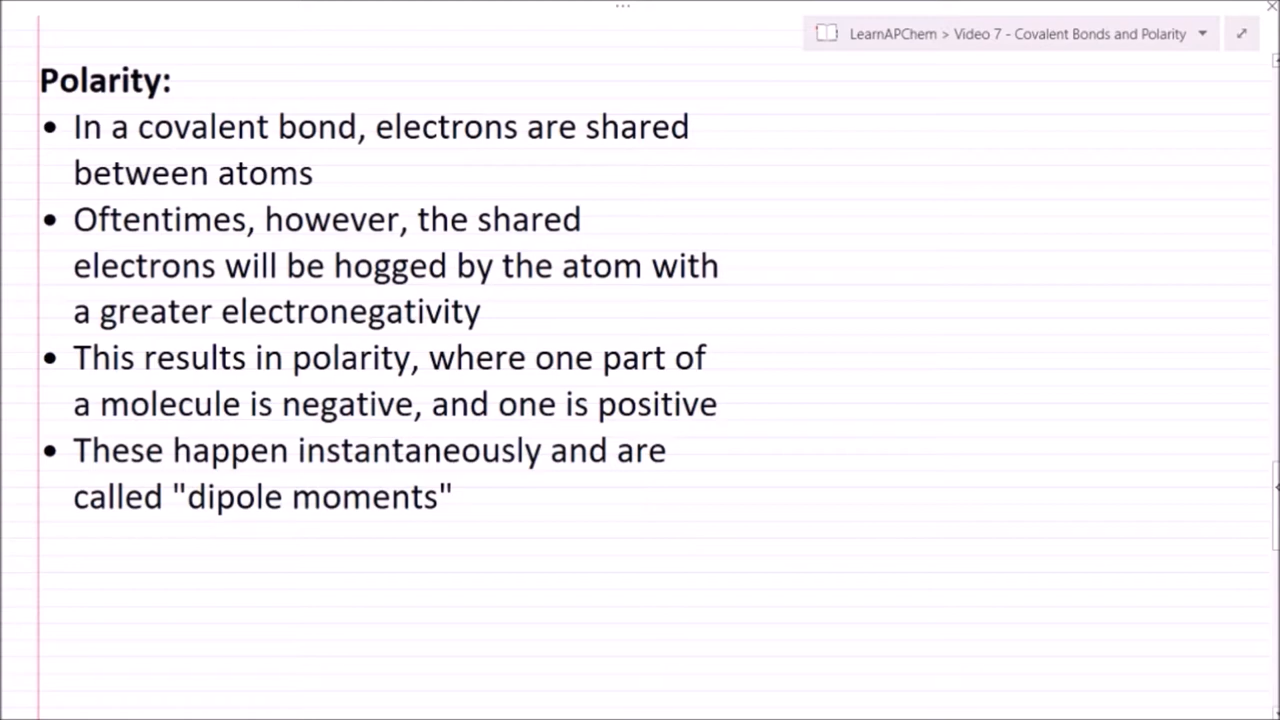 LearnAPChem > Video 7 - Covalent Bonds and Polarity
Polarity:
• In a covalent bond, electrons are shared
between atoms
• Oftentimes, however, the shared
electrons will be hogged by the atom with
a greater electronegativity
• This results in polarity, where one part of
a molecule is negative, and one is positive
• These happen instantaneously and are
called "dipole moments"